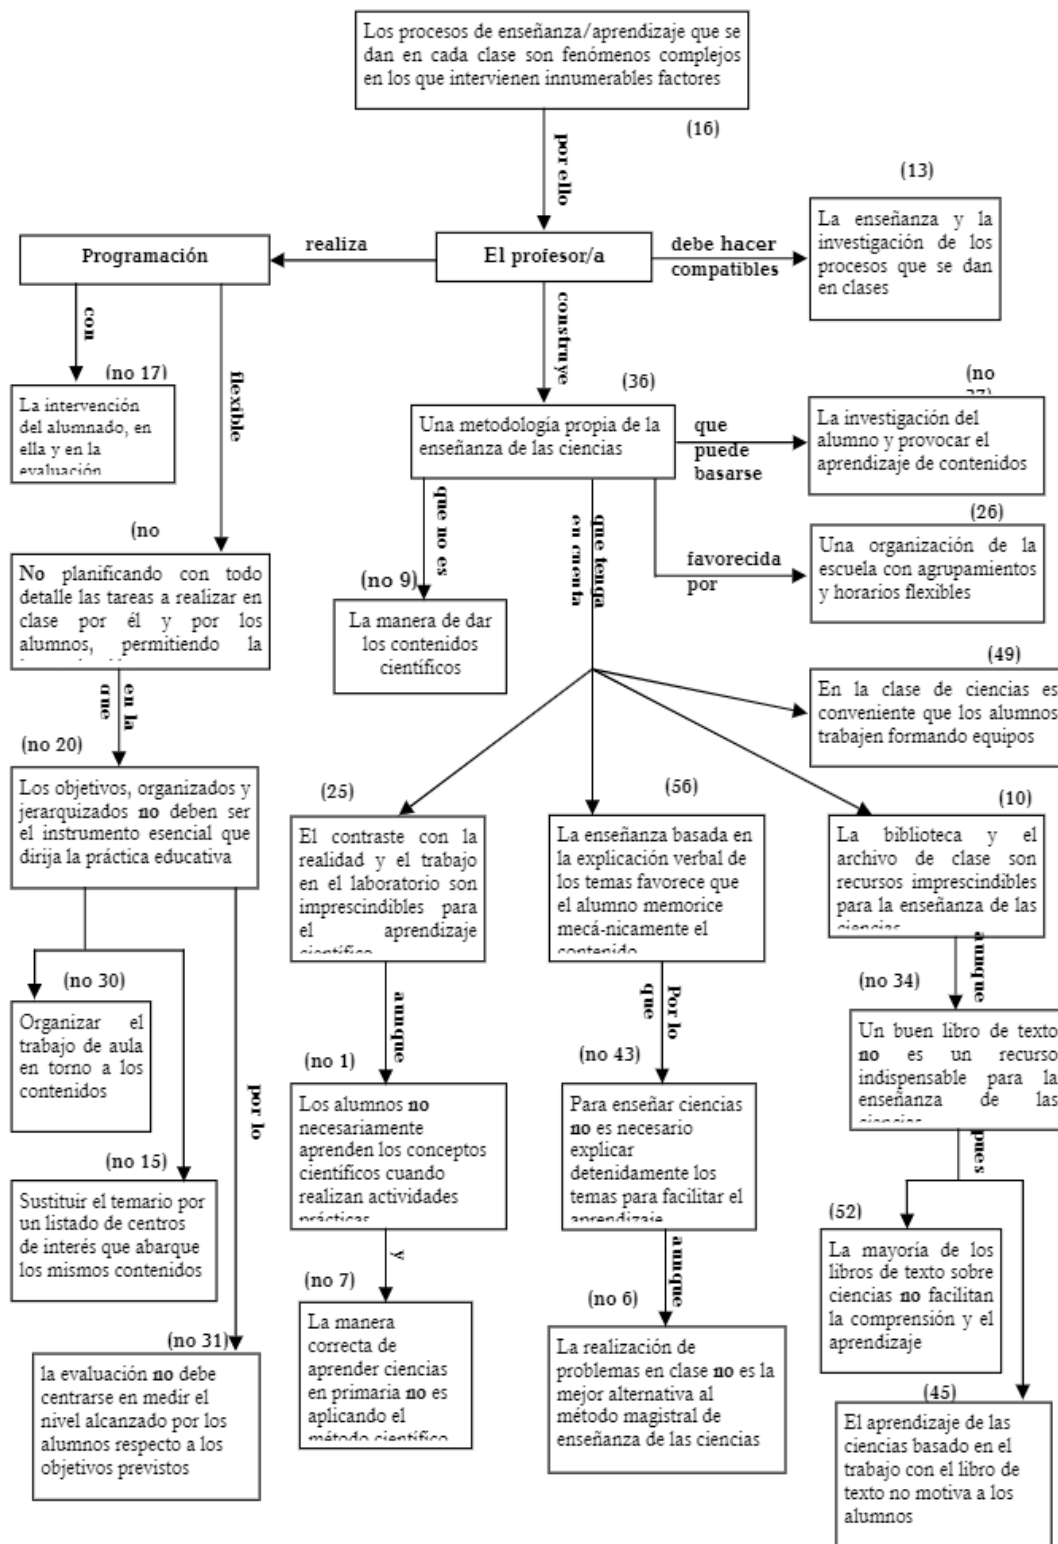 Los procesos de enseñanza/aprendizaje que se
dan en cada clase son fenómenos complejos
en los que intervienen innumerables factores
(16)
por ello
(13)
La enseñanza y la
investigación de los
procesos que se dan
en clases
Programación
realiza
El profesor/a
debe hacer
compatibles
con
flexible
construye
(no 17)
La intervención
del alumnado, en
ella y en la
evaluación
(36)
Una metodología propia de la
enseñanza de las ciencias
que
puede
basarse
(no
La investigación del
alumno y provocar el
aprendizaje de contenidos
que no es
que tenga
en cuenta
favorecida
por
(26)
Una organización de la
escuela con agrupamientos
y horarios flexibles
(no
No planificando con todo
detalle las tareas a realizar en
clase por él y por los
alumnos, permitiendo la
(no 9)
La manera de dar
los contenidos
científicos
(49)
En la clase de ciencias es
conveniente que los alumnos
trabajen formando equipos
en la
que
(no 20)
Los objetivos, organizados y
jerarquizados no deben ser
el instrumento esencial que
dirija la práctica educativa
(25)
El contraste con la
realidad y el trabajo
en el laboratorio son
imprescindibles para
el aprendizaje
científico
(56)
La enseñanza basada en
la explicación verbal de
los temas favorece que
el alumno memorice
mecá-nicamente el
contenido
(10)
La biblioteca y el
archivo de clase son
recursos imprescindibles
para la enseñanza de las
ciencias
(no 30)
Organizar el
trabajo de aula
en torno a los
contenidos
aunque
Por lo
que
aunque
(no 1)
Los alumnos no
necesariamente
aprenden los conceptos
científicos cuando
realizan actividades
prácticas
(no 43)
Para enseñar ciencias
no es necesario
explicar
detenidamente los
temas para facilitar el
aprendizaje
(no 34)
Un buen libro de texto
no es un recurso
indispensable para la
enseñanza de las
ciencias
por lo
(no 15)
Sustituir el temario por
un listado de centros
de interés que abarque
los mismos contenidos
y
aunque
pues
(no 7)
La manera
correcta de
aprender ciencias
en primaria no es
aplicando el
método científico
(no 6)
La realización de
problemas en clase no es la
mejor alternativa al
método magistral de
enseñanza de las ciencias
(52)
La mayoría de los
libros de texto sobre
ciencias no facilitan
la comprensión y el
aprendizaje
(no 31)
la evaluación no debe
centrarse en medir el
nivel alcanzado por los
alumnos respecto a los
objetivos previstos
(45)
El aprendizaje de las
ciencias basado en el
trabajo con el libro de
texto no motiva a los
alumnos